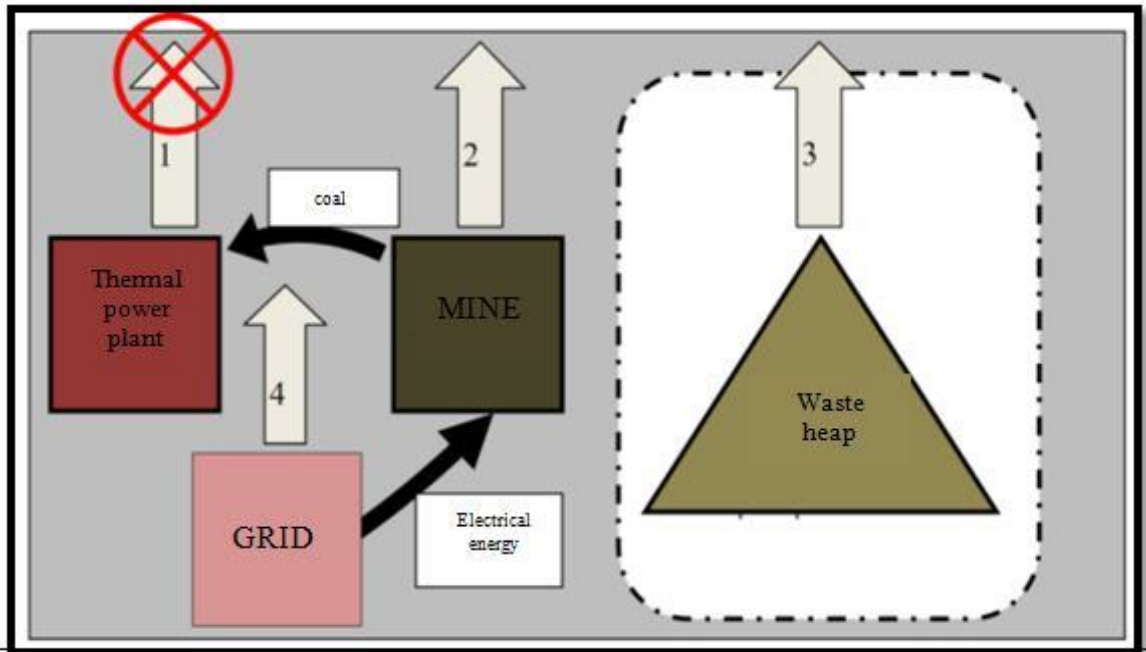 1
2
3
coal
Thermal
power
plant
MINE
4
Waste
heap
GRID
Electrical
energy